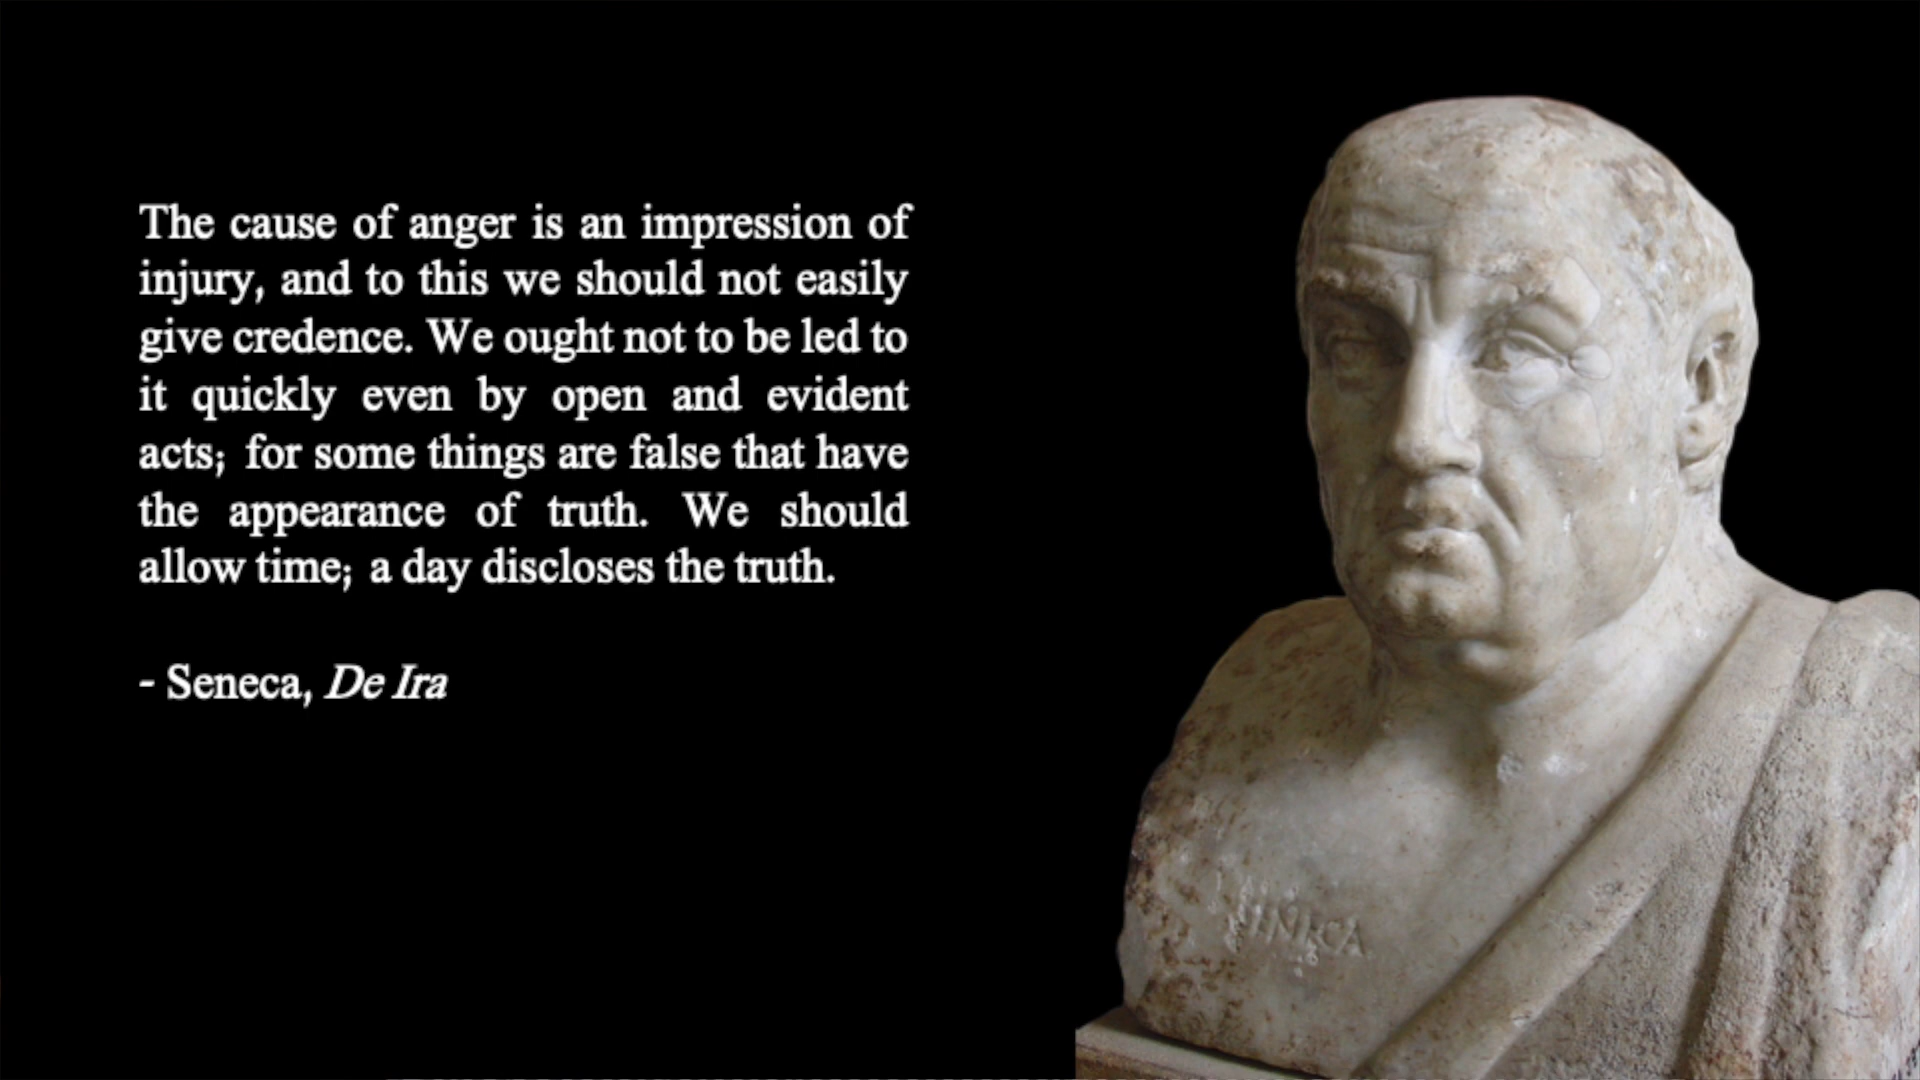 The cause of anger is an impression of
injury, and to this we should not easily
give credence. We ought not to be led to
it quickly even by open and evident
acts; for some things are false that have
the appearance of truth. We should
allow time; a day discloses the truth.
- Seneca, De Ira